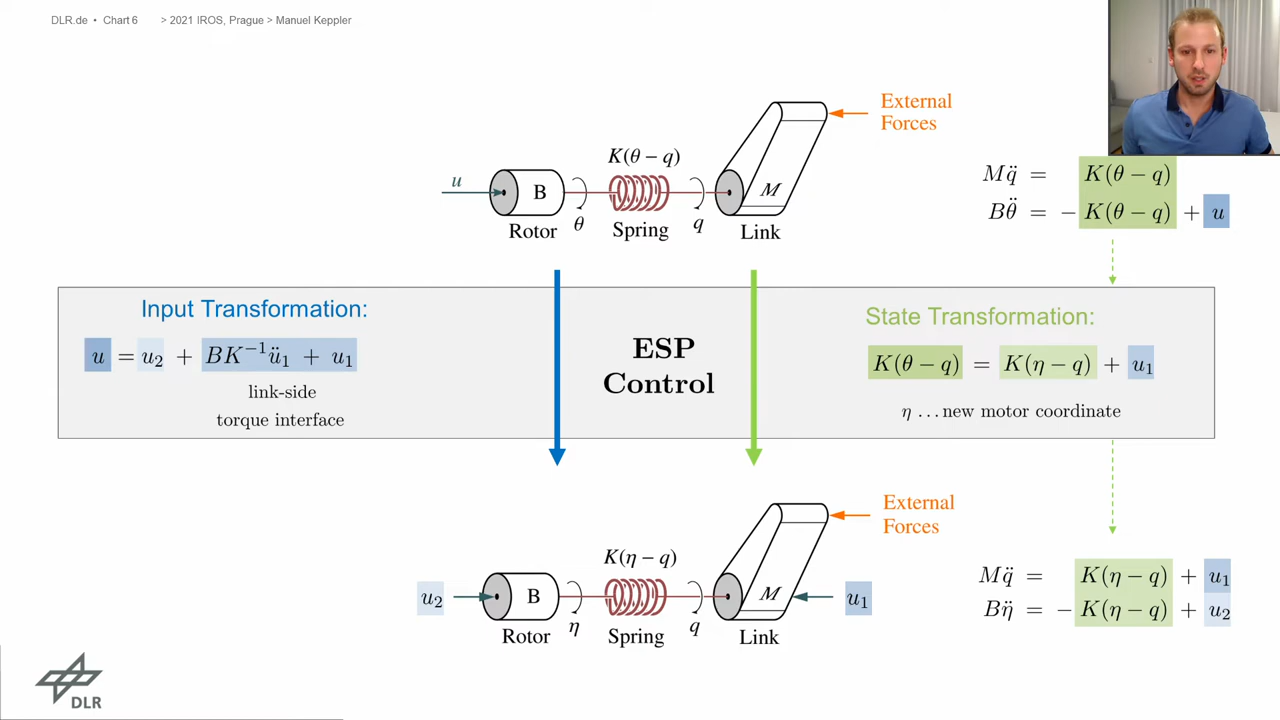 DLR.de • Chart 6 > 2021 IROS, Prague > Manuel Keppler
External
Forces
K(θ − q)
u
B
M
θ
q
Rotor
Spring
Link
Mq̈ = K(θ − q)
Bθ̈ = − K(θ − q) + u
Input Transformation:
u = u₂ + BK⁻¹ü₁ + u₁
link-side
torque interface
ESP
Control
State Transformation:
K(θ − q) = K(η − q) + u₁
η ...new motor coordinate
External
Forces
K(η − q)
u₂
B
M
u₁
η
q
Rotor
Spring
Link
Mq̈ = K(η − q) + u₁
Bη̈ = − K(η − q) + u₂
DLR